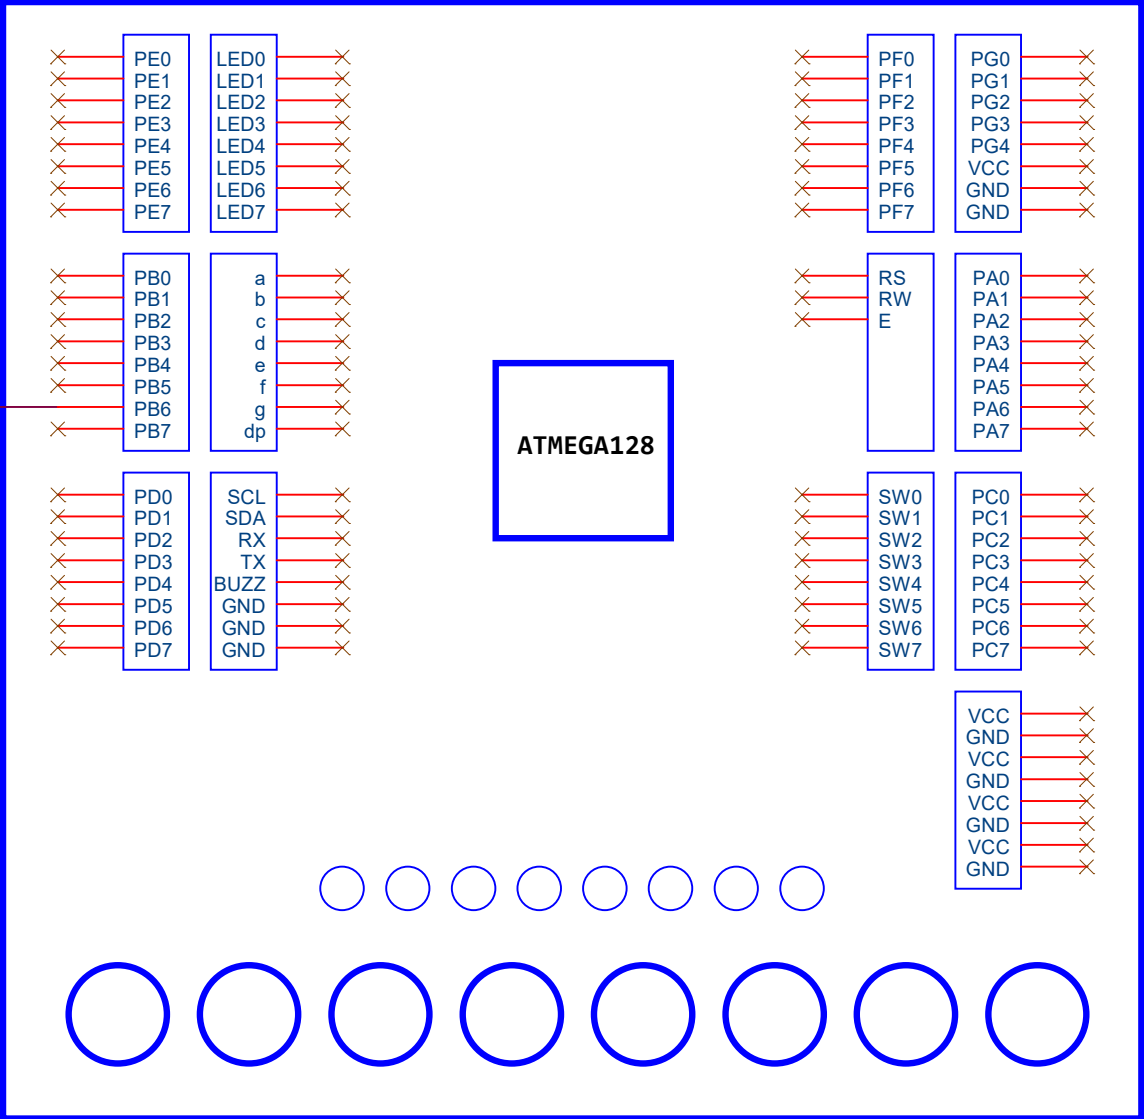 PE0
PE1
PE2
PE3
PE4
PE5
PE6
PE7
LED0
LED1
LED2
LED3
LED4
LED5
LED6
LED7
PF0
PF1
PF2
PF3
PF4
PF5
PF6
PF7
PG0
PG1
PG2
PG3
PG4
VCC
GND
GND
PB0
PB1
PB2
PB3
PB4
PB5
PB6
PB7
a
b
c
d
e
f
g
dp
ATMEGA128
RS
RW
E
PA0
PA1
PA2
PA3
PA4
PA5
PA6
PA7
PD0
PD1
PD2
PD3
PD4
PD5
PD6
PD7
SCL
SDA
RX
TX
BUZZ
GND
GND
GND
SW0
SW1
SW2
SW3
SW4
SW5
SW6
SW7
PC0
PC1
PC2
PC3
PC4
PC5
PC6
PC7
VCC
GND
VCC
GND
VCC
GND
VCC
GND